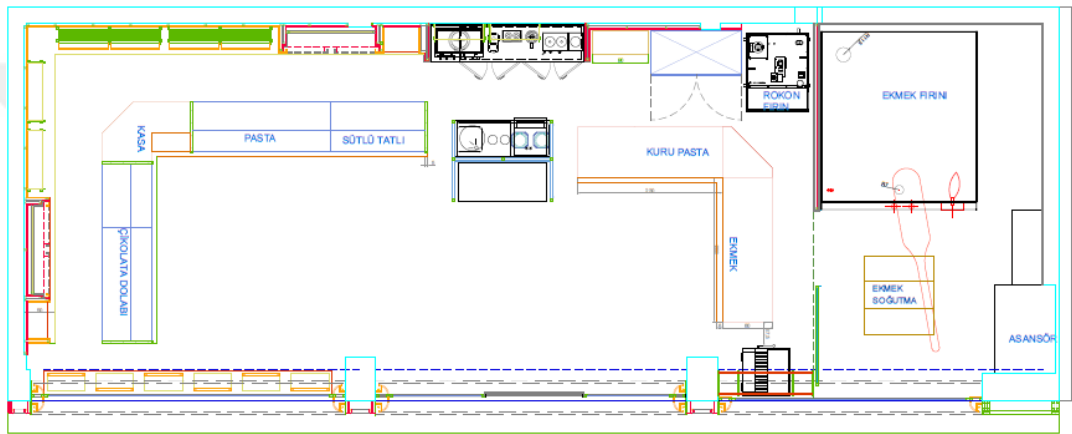 ROKON
FIRIN
EKMEK FIRINI
KASA
PASTA
SÜTLÜ TATLI
KURU PASTA
EKMEK
ÇİKOLATA DOLABI
EKMEK
SOĞUTMA
ASANSÖR